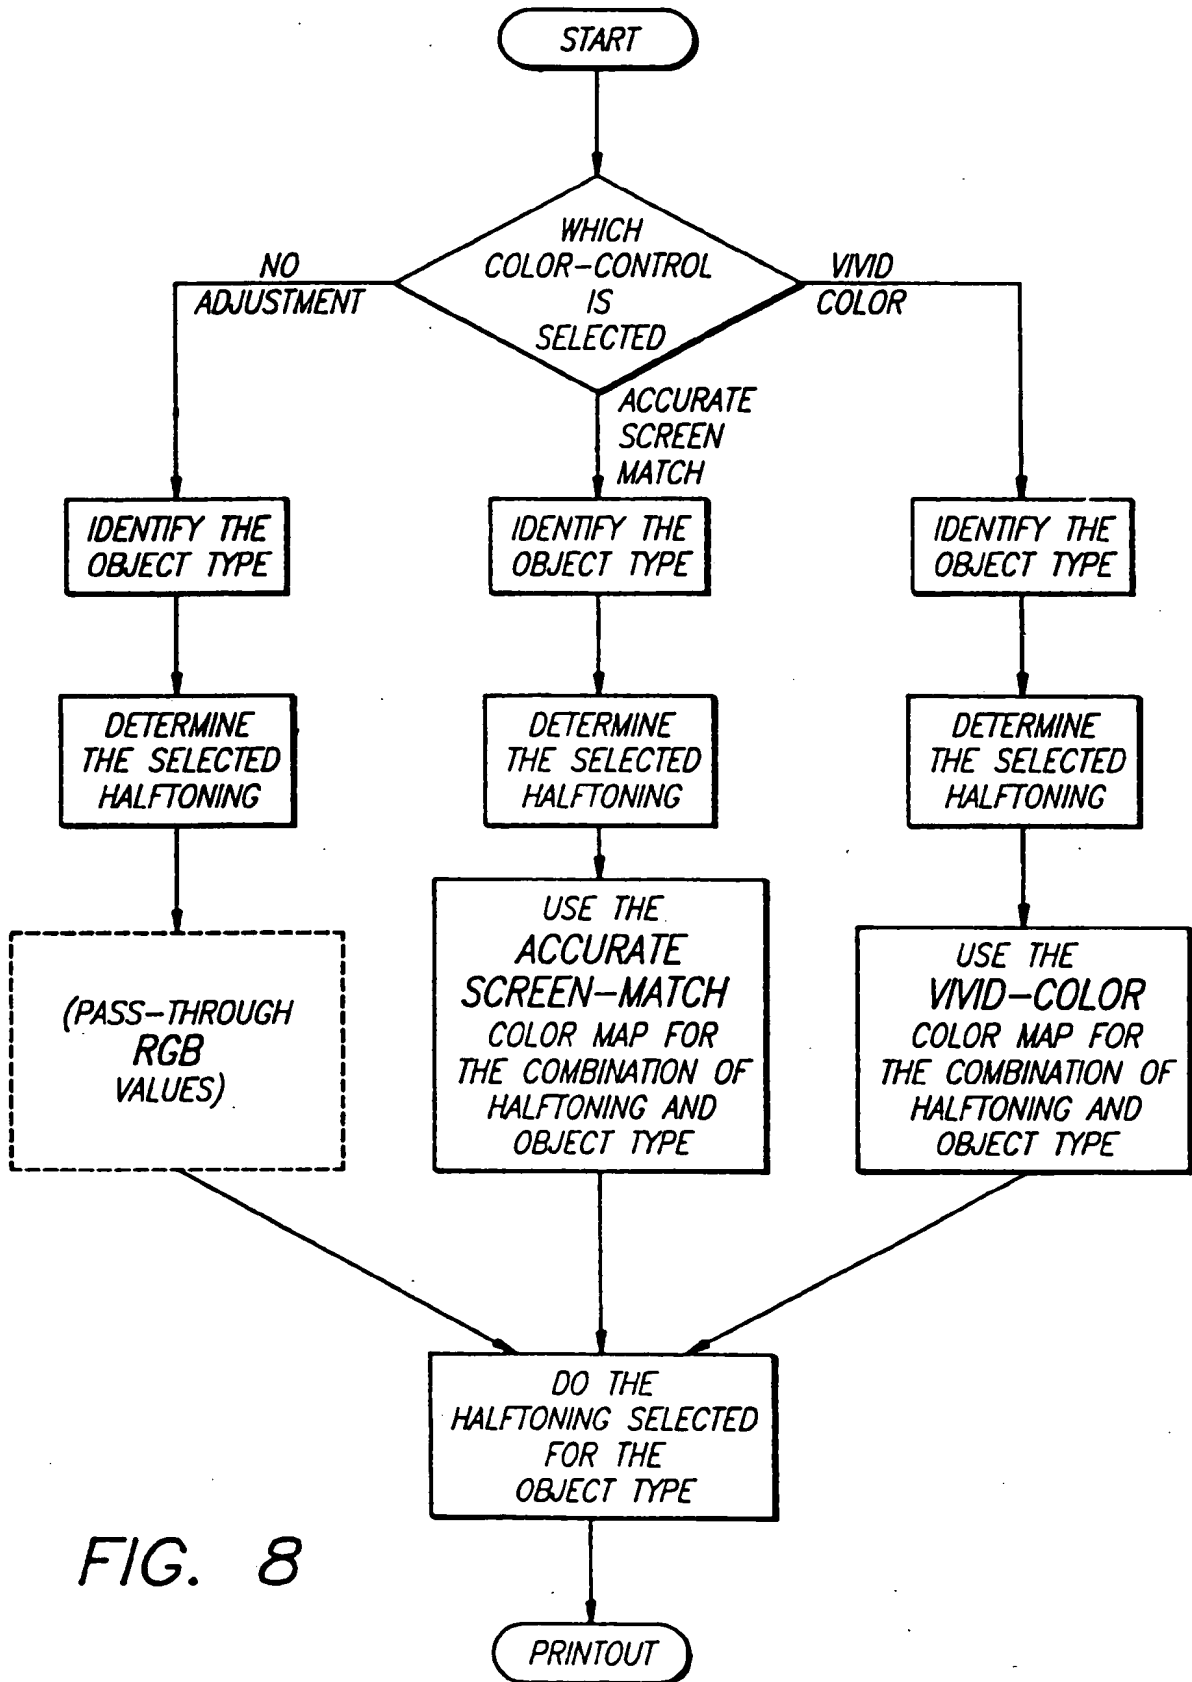 START
WHICH
COLOR-CONTROL
IS
SELECTED
NO
ADJUSTMENT
VIVID
COLOR
ACCURATE
SCREEN
MATCH
IDENTIFY THE
OBJECT TYPE
IDENTIFY THE
OBJECT TYPE
IDENTIFY THE
OBJECT TYPE
DETERMINE
THE SELECTED
HALFTONING
DETERMINE
THE SELECTED
HALFTONING
DETERMINE
THE SELECTED
HALFTONING
(PASS-THROUGH
RGB
VALUES)
USE THE
ACCURATE
SCREEN-MATCH
COLOR MAP FOR
THE COMBINATION OF
HALFTONING AND
OBJECT TYPE
USE THE
VIVID-COLOR
COLOR MAP FOR
THE COMBINATION OF
HALFTONING AND
OBJECT TYPE
DO THE
HALFTONING SELECTED
FOR THE
OBJECT TYPE
FIG. 8
PRINTOUT